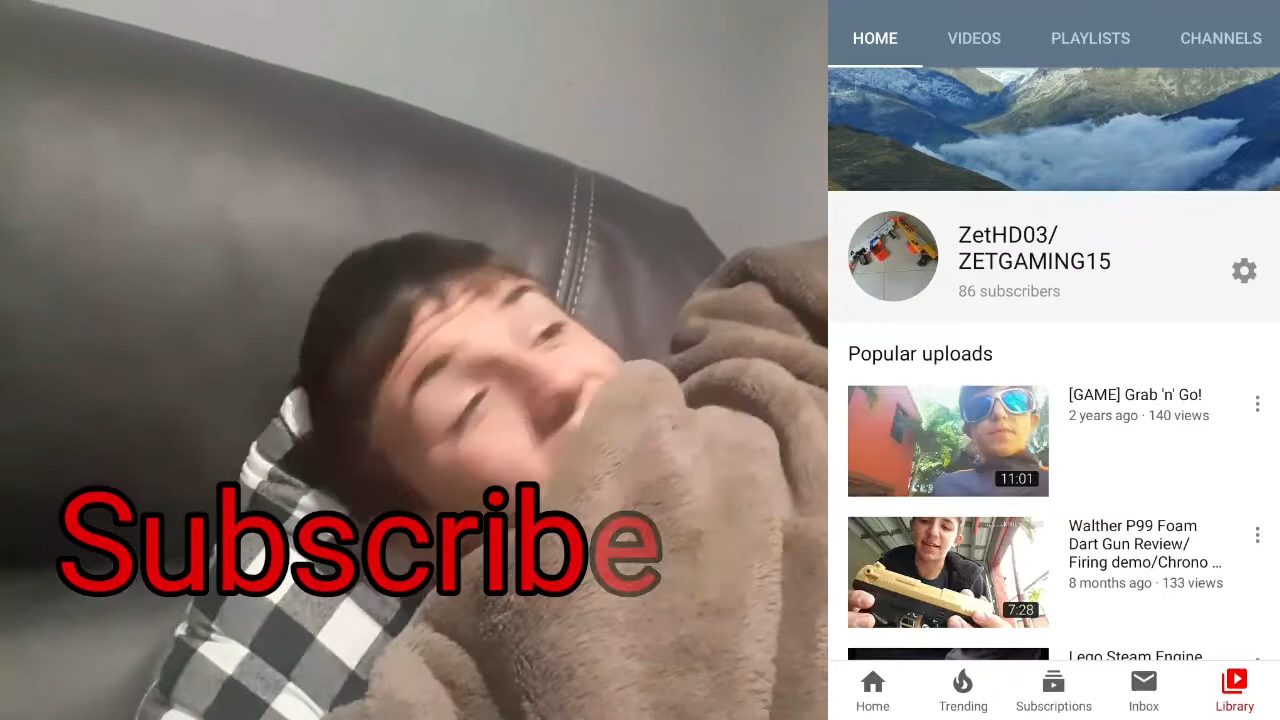 Subscribe
HOME VIDEOS PLAYLISTS CHANNELS
ZetHD03/
ZETGAMING15
86 subscribers
Popular uploads
[GAME] Grab 'n' Go!
2 years ago · 140 views
11:01
Walther P99 Foam
Dart Gun Review/
Firing demo/Chrono ...
8 months ago · 133 views
7:28
Lego Steam Engine
Home Trending Subscriptions Inbox Library